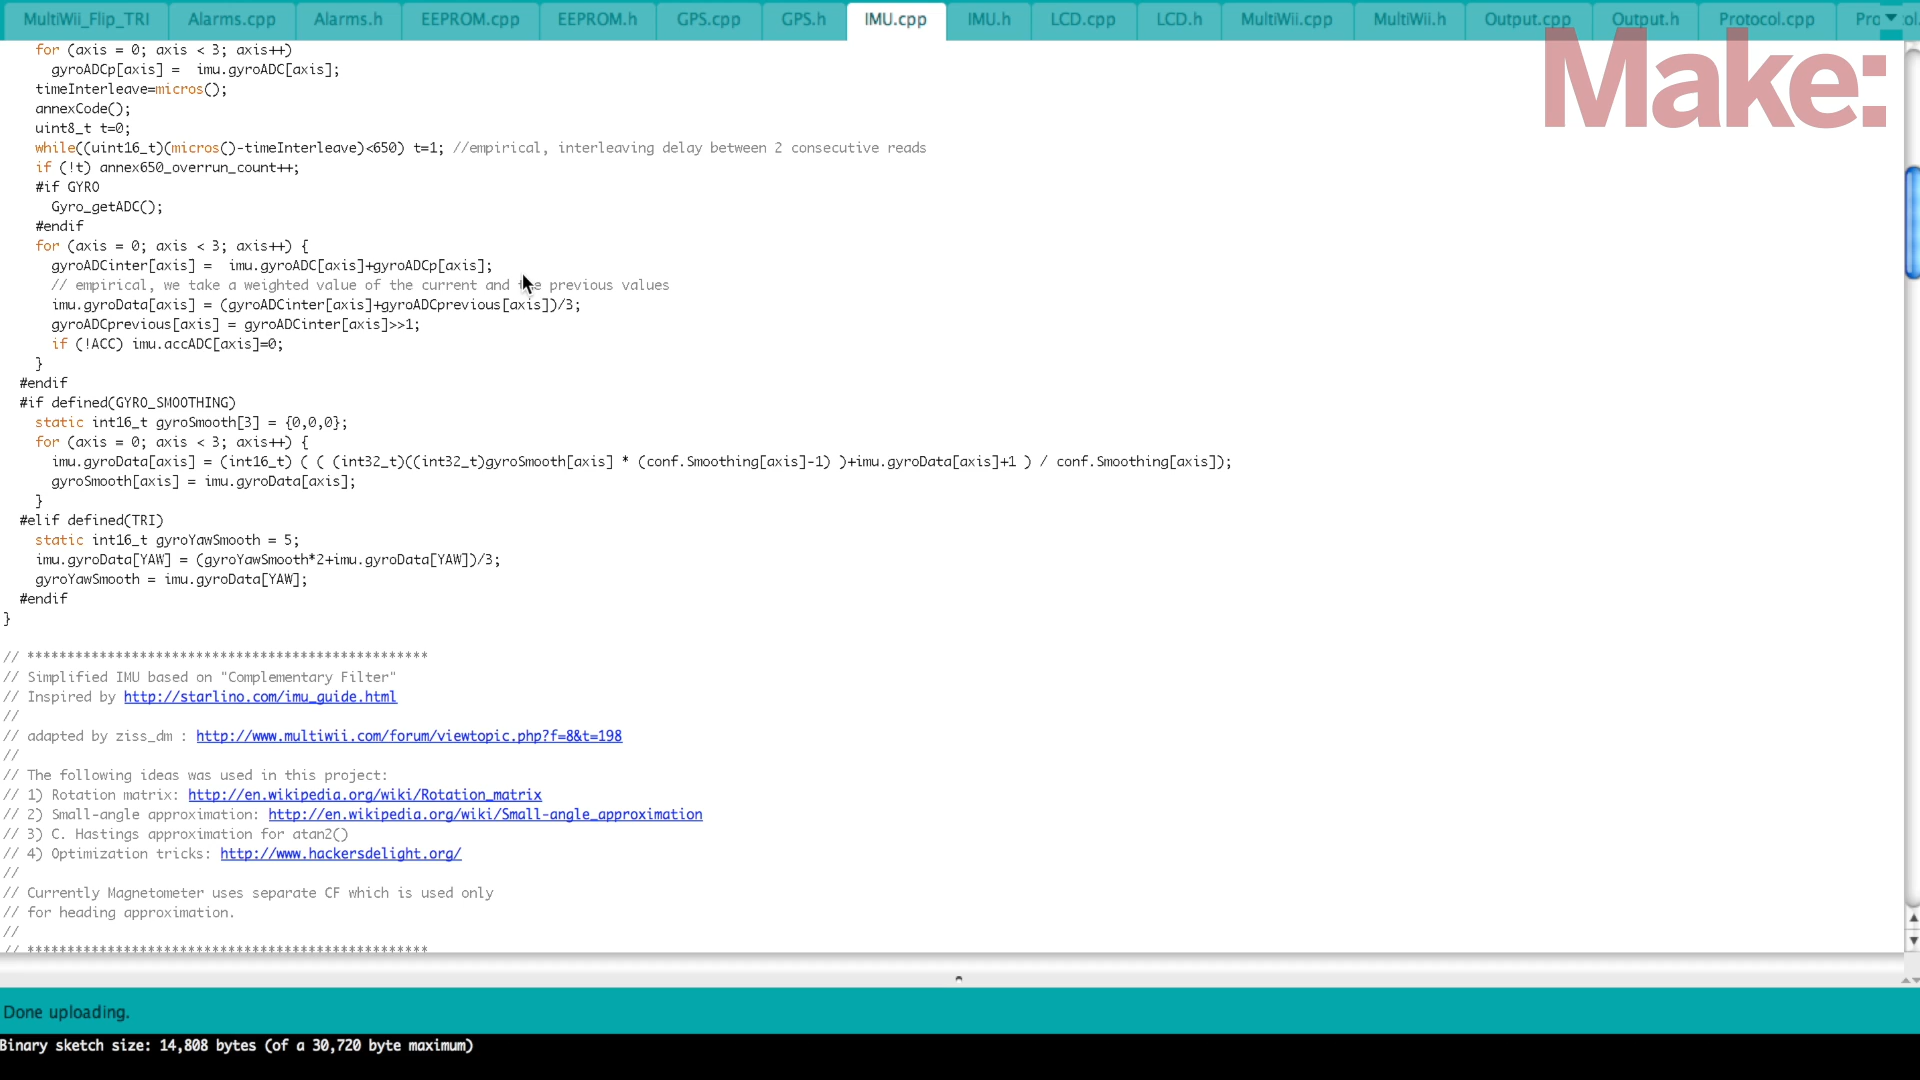 MultiWii_Flip_TRI Alarms.cpp Alarms.h EEPROM.cpp EEPROM.h GPS.cpp GPS.h IMU.cpp IMU.h LCD.cpp LCD.h MultiWii.cpp MultiWii.h Output.cpp Output.h Protocol.cpp
Make:
for (axis = 0; axis < 3; axis++)
gyroADCp[axis] =  imu.gyroADC[axis];
timeInterleave=micros();
annexCode();
uint8_t t=0;
while((uint16_t)(micros()-timeInterleave)<650) t=1; //empirical, interleaving delay between 2 consecutive reads
if (!t) annex650_overrun_count++;
#if GYRO
Gyro_getADC();
#endif
for (axis = 0; axis < 3; axis++) {
gyroADCinter[axis] =  imu.gyroADC[axis]+gyroADCp[axis];
// empirical, we take a weighted value of the current and the previous values
imu.gyroData[axis] = (gyroADCinter[axis]+gyroADCprevious[axis])/3;
gyroADCprevious[axis] = gyroADCinter[axis]>>1;
if (!ACC) imu.accADC[axis]=0;
}
#endif
#if defined(GYRO_SMOOTHING)
static int16_t gyroSmooth[3] = {0,0,0};
for (axis = 0; axis < 3; axis++) {
imu.gyroData[axis] = (int16_t) ( ( (int32_t)((int32_t)gyroSmooth[axis] * (conf.Smoothing[axis]-1) )+imu.gyroData[axis]+1 ) / conf.Smoothing[axis]);
gyroSmooth[axis] = imu.gyroData[axis];
}
#elif defined(TRI)
static int16_t gyroYawSmooth = 5;
imu.gyroData[YAW] = (gyroYawSmooth*2+imu.gyroData[YAW])/3;
gyroYawSmooth = imu.gyroData[YAW];
#endif
}
// **************************************************
// Simplified IMU based on "Complementary Filter"
// Inspired by http://starlino.com/imu_guide.html
//
// adapted by ziss_dm : http://www.multiwii.com/forum/viewtopic.php?f=8&t=198
//
// The following ideas was used in this project:
// 1) Rotation matrix: http://en.wikipedia.org/wiki/Rotation_matrix
// 2) Small-angle approximation: http://en.wikipedia.org/wiki/Small-angle_approximation
// 3) C. Hastings approximation for atan2()
// 4) Optimization tricks: http://www.hackersdelight.org/
//
// Currently Magnetometer uses separate CF which is used only
// for heading approximation.
//
// **************************************************
Done uploading.
Binary sketch size: 14,808 bytes (of a 30,720 byte maximum)